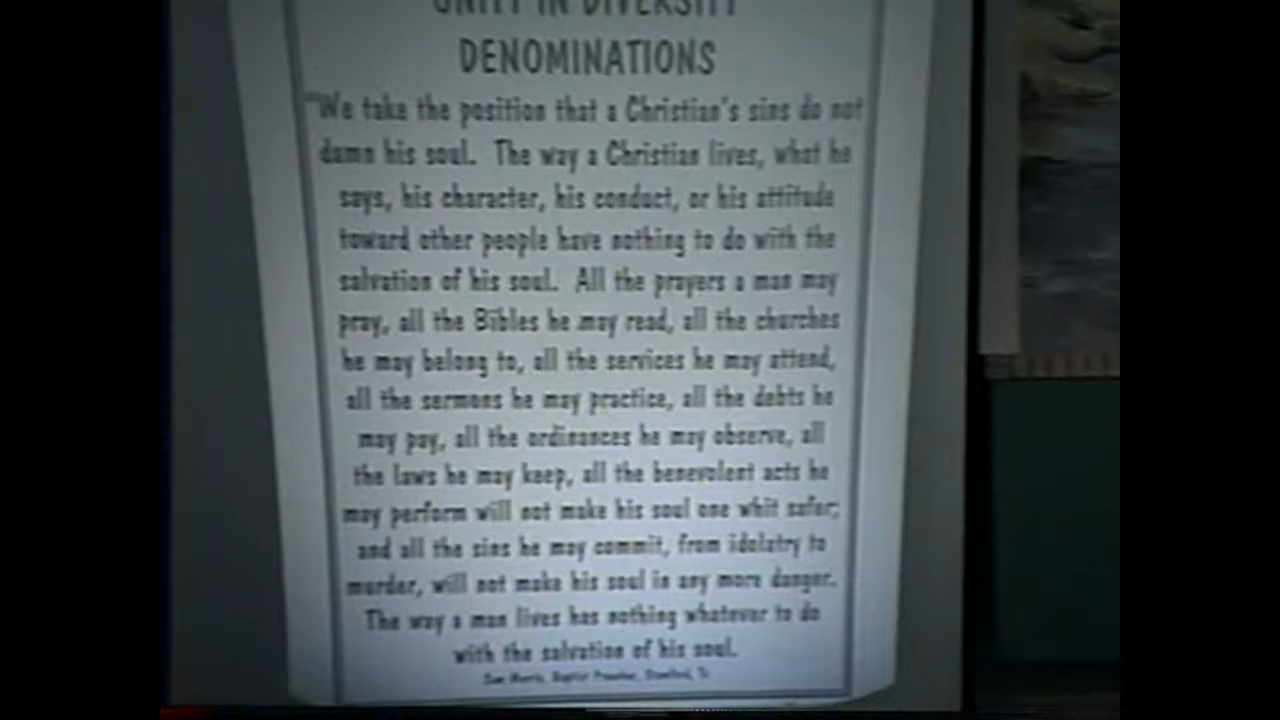 UNITY IN DIVERSITY
DENOMINATIONS
"We take the position that a Christian's sins do not
damn his soul. The way a Christian lives, what he
says, his character, his conduct, or his attitude
toward other people have nothing to do with the
salvation of his soul. All the prayers a man may
pray, all the Bibles he may read, all the churches
he may belong to, all the services he may attend,
all the sermons he may practice, all the debts he
may pay, all the ordinances he may observe, all
the laws he may keep, all the benevolent acts he
may perform will not make his soul one whit safer;
and all the sins he may commit, from idolatry to
murder, will not make his soul in any more danger.
The way a man lives has nothing whatever to do
with the salvation of his soul.
Sam Morris, Baptist Preacher, Stamford, Tx